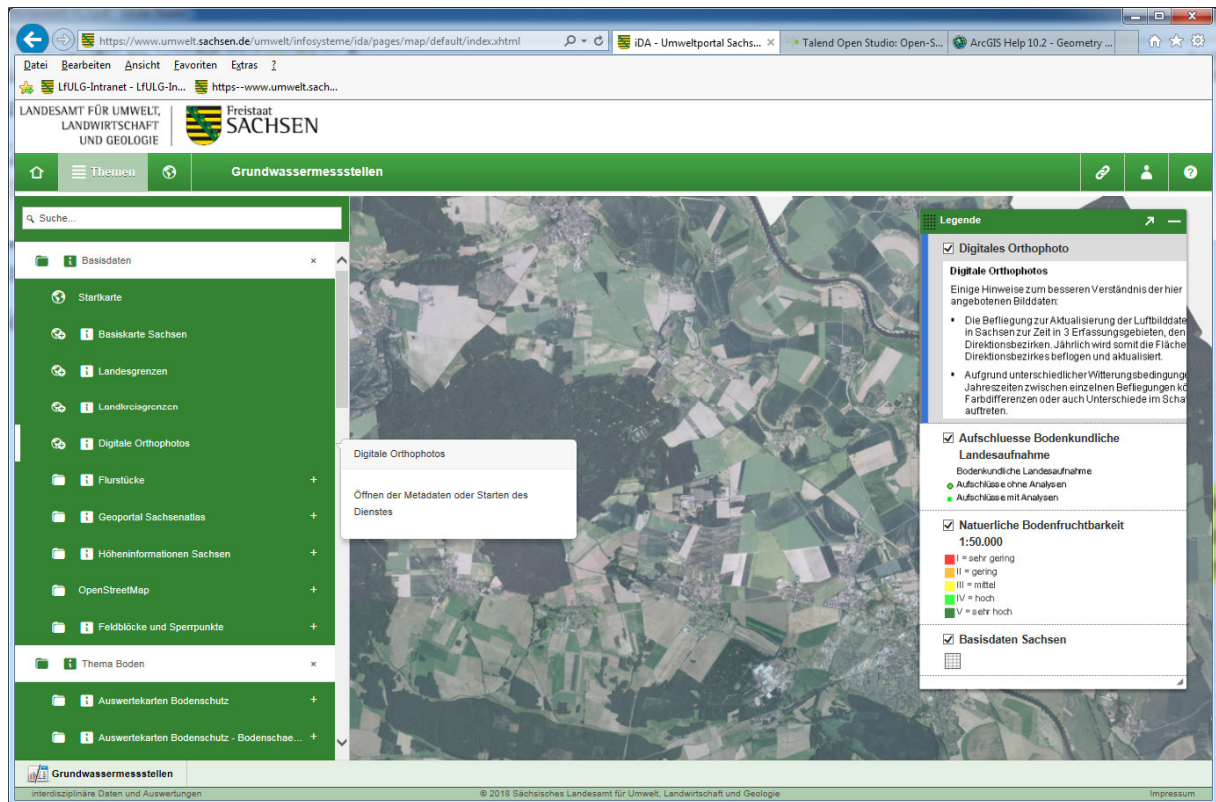 https://www.umwelt.sachsen.de/umwelt/infosysteme/ida/pages/map/default/index.xhtml
iDA - Umweltportal Sachs...
Talend Open Studio: Open-S...
ArcGIS Help 10.2 - Geometry ...
Datei Bearbeiten Ansicht Favoriten Extras ?
LfULG-Intranet - LfULG-In... https--www.umwelt.sach...
LANDESAMT FÜR UMWELT,
LANDWIRTSCHAFT
UND GEOLOGIE
Freistaat
SACHSEN
Themen
Grundwassermessstellen
Suche...
Basisdaten
Startkarte
Basiskarte Sachsen
Landesgrenzen
Landkreisgrenzen
Digitale Orthophotos
Flurstücke +
Geoportal Sachsenatlas +
Höheninformationen Sachsen +
OpenStreetMap +
Feldblöcke und Sperrpunkte +
Thema Boden
Auswertekarten Bodenschutz +
Auswertekarten Bodenschutz - Bodenschae... +
Digitale Orthophotos
Öffnen der Metadaten oder Starten des
Dienstes
Legende
Digitales Orthophoto
Digitale Orthophotos
Einige Hinweise zum besseren Verständnis der hier
angebotenen Bilddaten:
▪ Die Befliegung zur Aktualisierung der Luftbilddate
in Sachsen zur Zeit in 3 Erfassungsgebieten, den
Direktionsbezirken. Jährlich wird somit die Fläche
Direktionsbezirkes beflogen und aktualisiert.
▪ Aufgrund unterschiedlicher Witterungsbedingunge
Jahreszeiten zwischen einzelnen Befliegungen kö
Farbdifferenzen oder auch Unterschiede im Scha
auftreten.
Aufschluesse Bodenkundliche
Landesaufnahme
Bodenkundliche Landesaufnahme
Aufschlüsse ohne Analysen
Aufschlüsse mit Analysen
Natuerliche Bodenfruchtbarkeit
1:50.000
I = sehr gering
II = gering
III = mittel
IV = hoch
V = sehr hoch
Basisdaten Sachsen
Grundwassermessstellen
interdisziplinäre Daten und Auswertungen
© 2018 Sächsisches Landesamt für Umwelt, Landwirtschaft und Geologie
Impressum